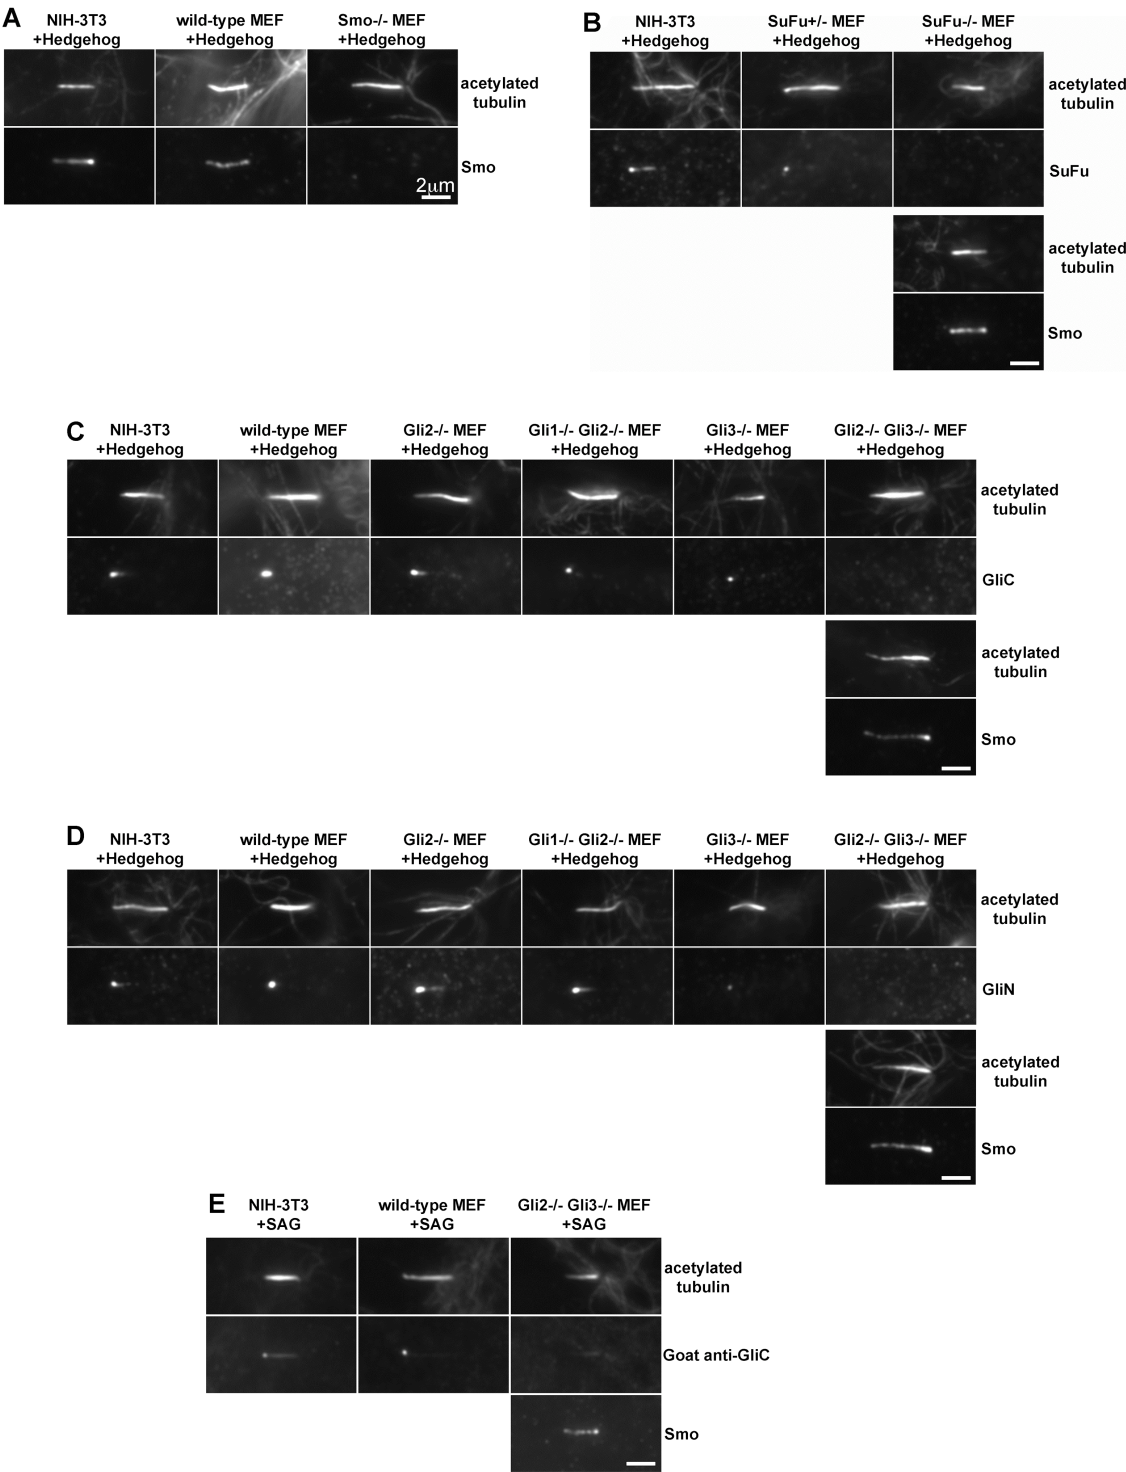 A
NIH-3T3
+Hedgehog
wild-type MEF
+Hedgehog
Smo-/- MEF
+Hedgehog
acetylated
tubulin
Smo
2μm
B
NIH-3T3
+Hedgehog
SuFu+/- MEF
+Hedgehog
SuFu-/- MEF
+Hedgehog
acetylated
tubulin
SuFu
acetylated
tubulin
Smo
C
NIH-3T3
+Hedgehog
wild-type MEF
+Hedgehog
Gli2-/- MEF
+Hedgehog
Gli1-/- Gli2-/- MEF
+Hedgehog
Gli3-/- MEF
+Hedgehog
Gli2-/- Gli3-/- MEF
+Hedgehog
acetylated
tubulin
GliC
acetylated
tubulin
Smo
D
NIH-3T3
+Hedgehog
wild-type MEF
+Hedgehog
Gli2-/- MEF
+Hedgehog
Gli1-/- Gli2-/- MEF
+Hedgehog
Gli3-/- MEF
+Hedgehog
Gli2-/- Gli3-/- MEF
+Hedgehog
acetylated
tubulin
GliN
acetylated
tubulin
Smo
E
NIH-3T3
+SAG
wild-type MEF
+SAG
Gli2-/- Gli3-/- MEF
+SAG
acetylated
tubulin
Goat anti-GliC
Smo